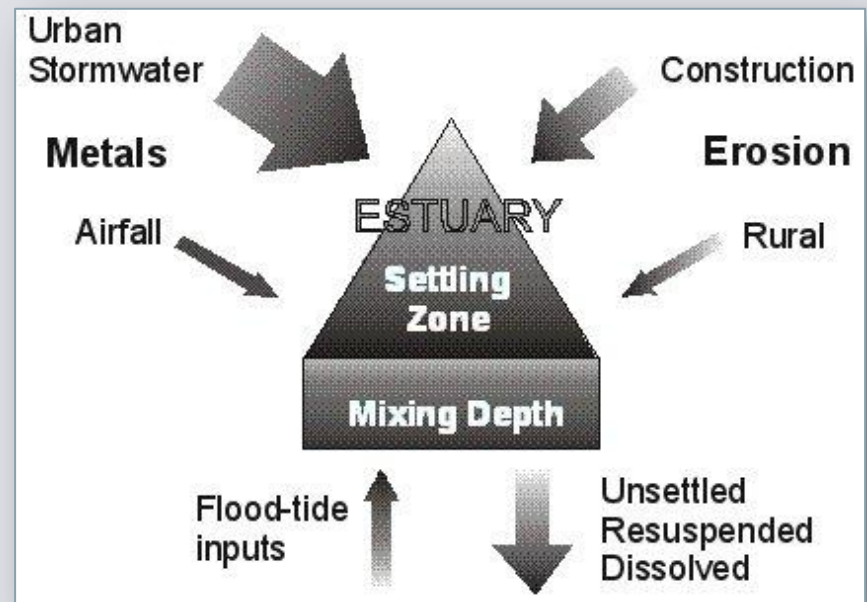 Urban
Stormwater
Construction
Metals
Erosion
ESTUARY
Airfall
Rural
Settling
Zone
Mixing Depth
Flood-tide
inputs
Unsettled
Resuspended
Dissolved